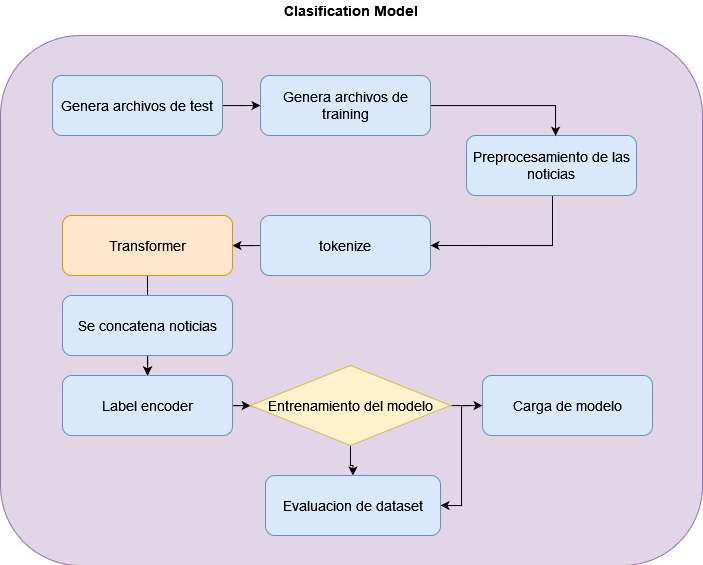 Clasification Model
Genera archivos de test
Genera archivos de
training
Preprocesamiento de las
noticias
Transformer
tokenize
Se concatena noticias
Label encoder
Entrenamiento del modelo
Carga de modelo
Evaluacion de dataset